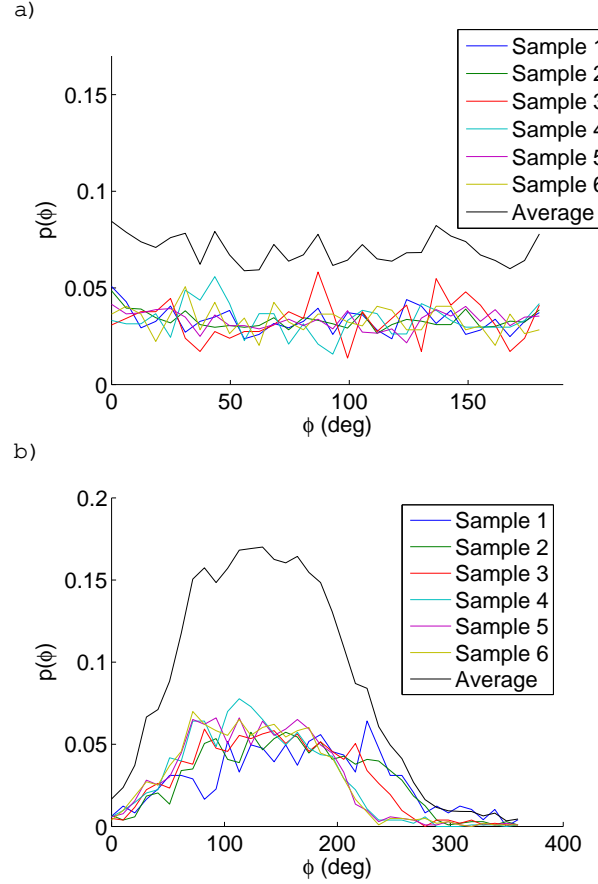 a)
0.15
0.1
0.05
0
p(ϕ)
0
50
100
150
ϕ (deg)
Sample 1
Sample 2
Sample 3
Sample 4
Sample 5
Sample 6
Average
b)
0.2
0.15
0.1
0.05
0
p(ϕ)
0
100
200
300
400
ϕ (deg)
Sample 1
Sample 2
Sample 3
Sample 4
Sample 5
Sample 6
Average